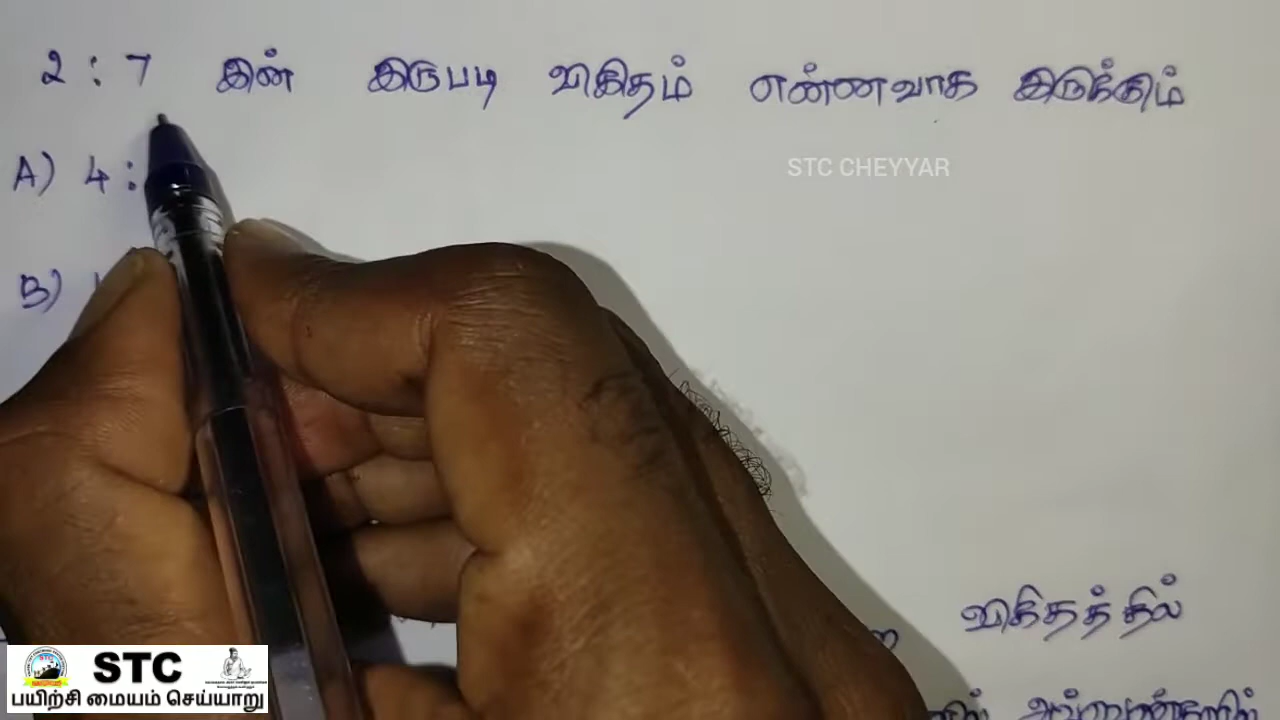 2 : 7 இன் இருபடி விகிதம் என்னவாக இருக்கும்
A) 4 :
STC CHEYYAR
B)
விகிதத்தில்
STC
பயிற்சி மையம் செய்யாறு